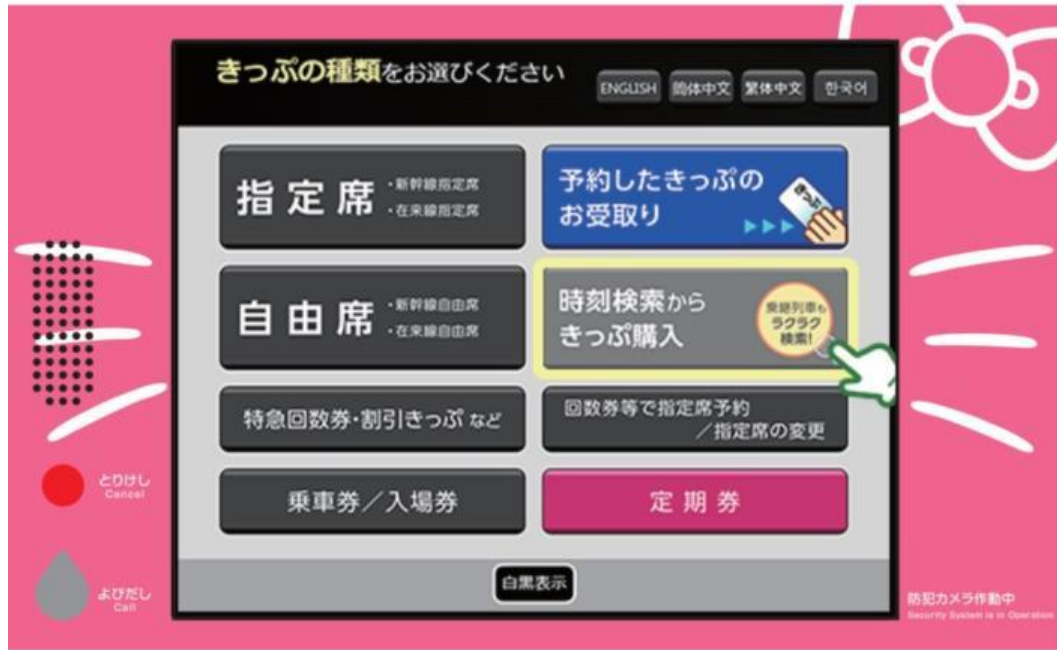 きっぷの種類をお選びください
ENGLISH 簡体中文 繁体中文 한국어
指定席
・新幹線指定席
・在来線指定席
予約したきっぷの
お受取り
自由席
・新幹線自由席
・在来線自由席
時刻検索から
きっぷ購入
乗継列車も
ラクラク
検索!
特急回数券・割引きっぷ など
回数券等で指定席予約
／指定席の変更
乗車券／入場券
定期券
白黒表示
とりけし
Cancel
よびだし
Call
防犯カメラ作動中
Security System is in Operation
きっぷ